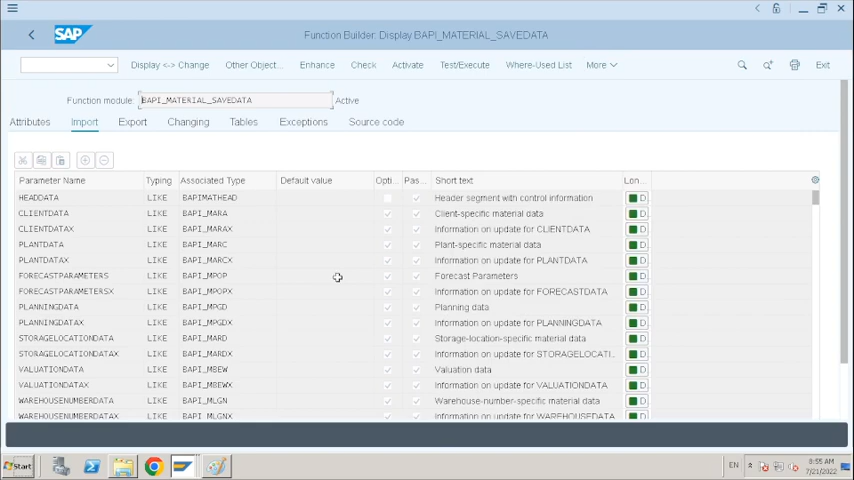 SAP Function Builder: Display BAPI_MATERIAL_SAVEDATA
Display <-> Change Other Object... Enhance Check Activate Test/Execute Where-Used List More Exit
Function module: BAPI_MATERIAL_SAVEDATA Active
Attributes Import Export Changing Tables Exceptions Source code
Parameter Name Typing Associated Type Default value Opti... Pas... Short text Lon...
HEADDATA LIKE BAPIMATHEAD Header segment with control information D
CLIENTDATA LIKE BAPI_MARA Client-specific material data D
CLIENTDATAX LIKE BAPI_MARAX Information on update for CLIENTDATA D
PLANTDATA LIKE BAPI_MARC Plant-specific material data D
PLANTDATAX LIKE BAPI_MARCX Information on update for PLANTDATA D
FORECASTPARAMETERS LIKE BAPI_MPOP Forecast Parameters D
FORECASTPARAMETERSX LIKE BAPI_MPOPX Information on update for FORECASTDATA D
PLANNINGDATA LIKE BAPI_MPGD Planning data D
PLANNINGDATAX LIKE BAPI_MPGDX Information on update for PLANNINGDATA D
STORAGELOCATIONDATA LIKE BAPI_MARD Storage-location-specific material data D
STORAGELOCATIONDATAX LIKE BAPI_MARDX Information on update for STORAGELOCATI... D
VALUATIONDATA LIKE BAPI_MBEW Valuation data D
VALUATIONDATAX LIKE BAPI_MBEWX Information on update for VALUATIONDATA D
WAREHOUSENUMBERDATA LIKE BAPI_MLGN Warehouse-number-specific material data D
WAREHOUSENUMBERDATAX LIKE BAPI_MLGNX Information on update for WAREHOUSEDATA D
Start EN 8:55 AM
7/21/2022